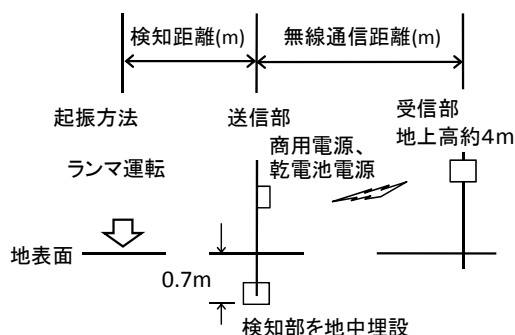 検知距離(m)
無線通信距離(m)
起振方法
送信部
受信部
地上高約4m
商用電源、
乾電池電源
ランマ運転
地表面
0.7m
検知部を地中埋設